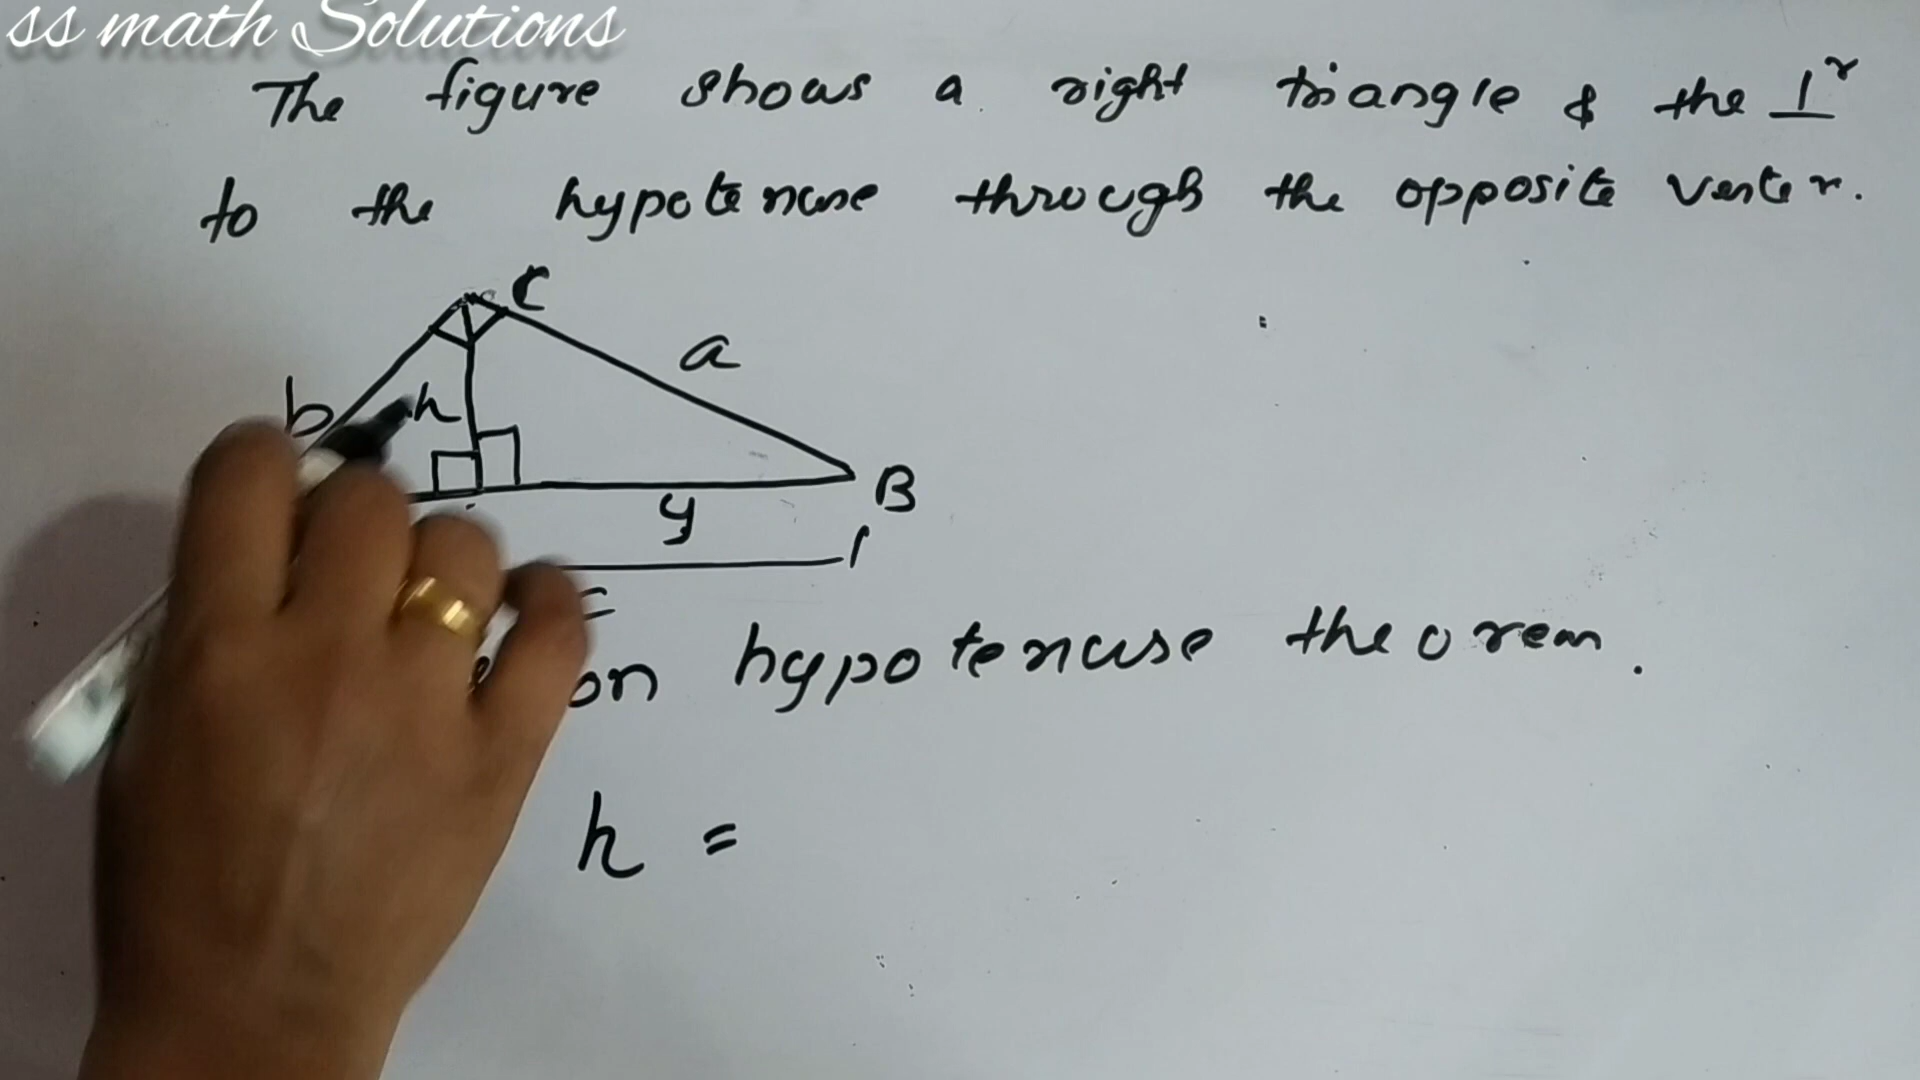 ss math Solutions
The figure shows a right triangle & the ⊥r
to the hypotenuse through the opposite vertex.
C
a
b
h
B
y
on hypotenuse theorem.
h =